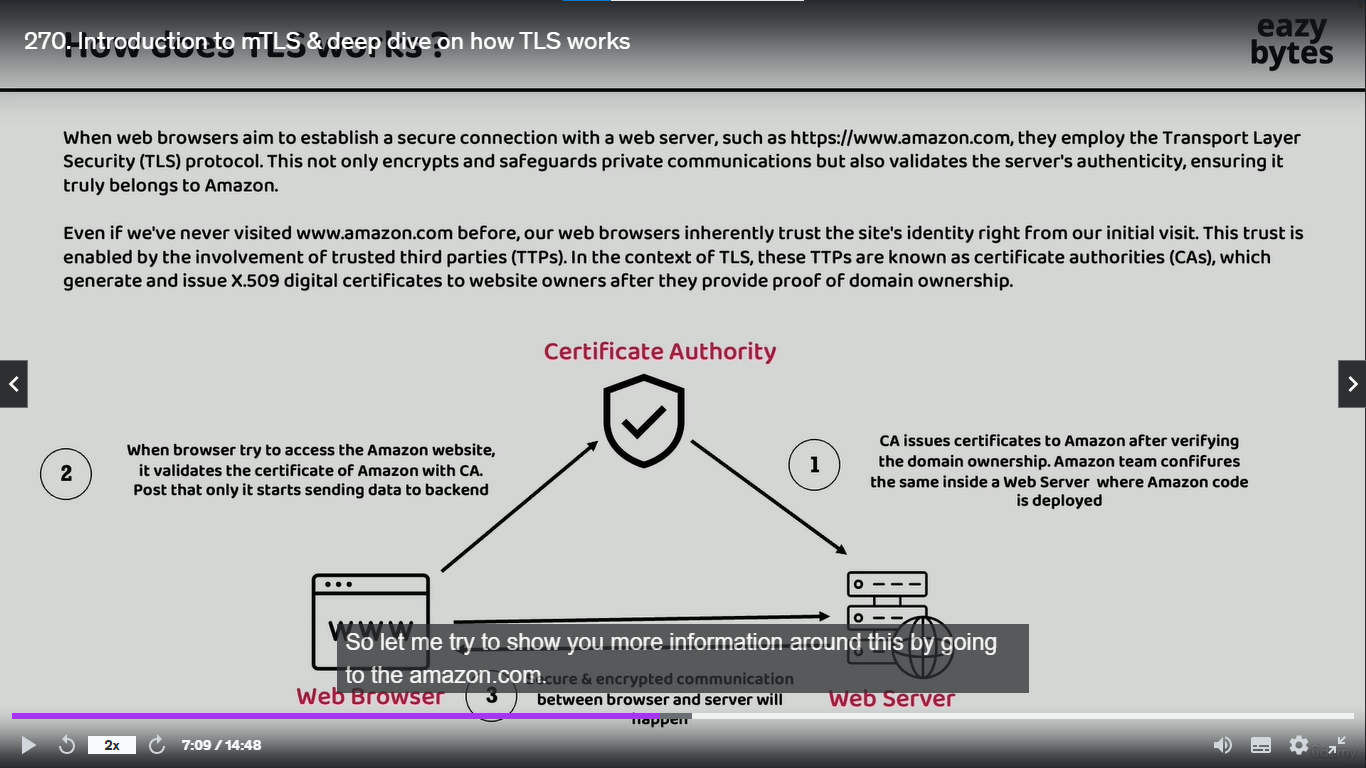 270. Introduction to mTLS & deep dive on how TLS works
How does TLS works ?
eazy
bytes
When web browsers aim to establish a secure connection with a web server, such as https://www.amazon.com, they employ the Transport Layer
Security (TLS) protocol. This not only encrypts and safeguards private communications but also validates the server's authenticity, ensuring it
truly belongs to Amazon.
Even if we've never visited www.amazon.com before, our web browsers inherently trust the site's identity right from our initial visit. This trust is
enabled by the involvement of trusted third parties (TTPs). In the context of TLS, these TTPs are known as certificate authorities (CAs), which
generate and issue X.509 digital certificates to website owners after they provide proof of domain ownership.
Certificate Authority
2
When browser try to access the Amazon website,
it validates the certificate of Amazon with CA.
Post that only it starts sending data to backend
1
CA issues certificates to Amazon after verifying
the domain ownership. Amazon team confifures
the same inside a Web Server where Amazon code
is deployed
WWW
So let me try to show you more information around this by going
to the amazon.com.
Web Browser
3
Secure & encrypted communication
between browser and server will
happen
Web Server
2x
7:09 / 14:48